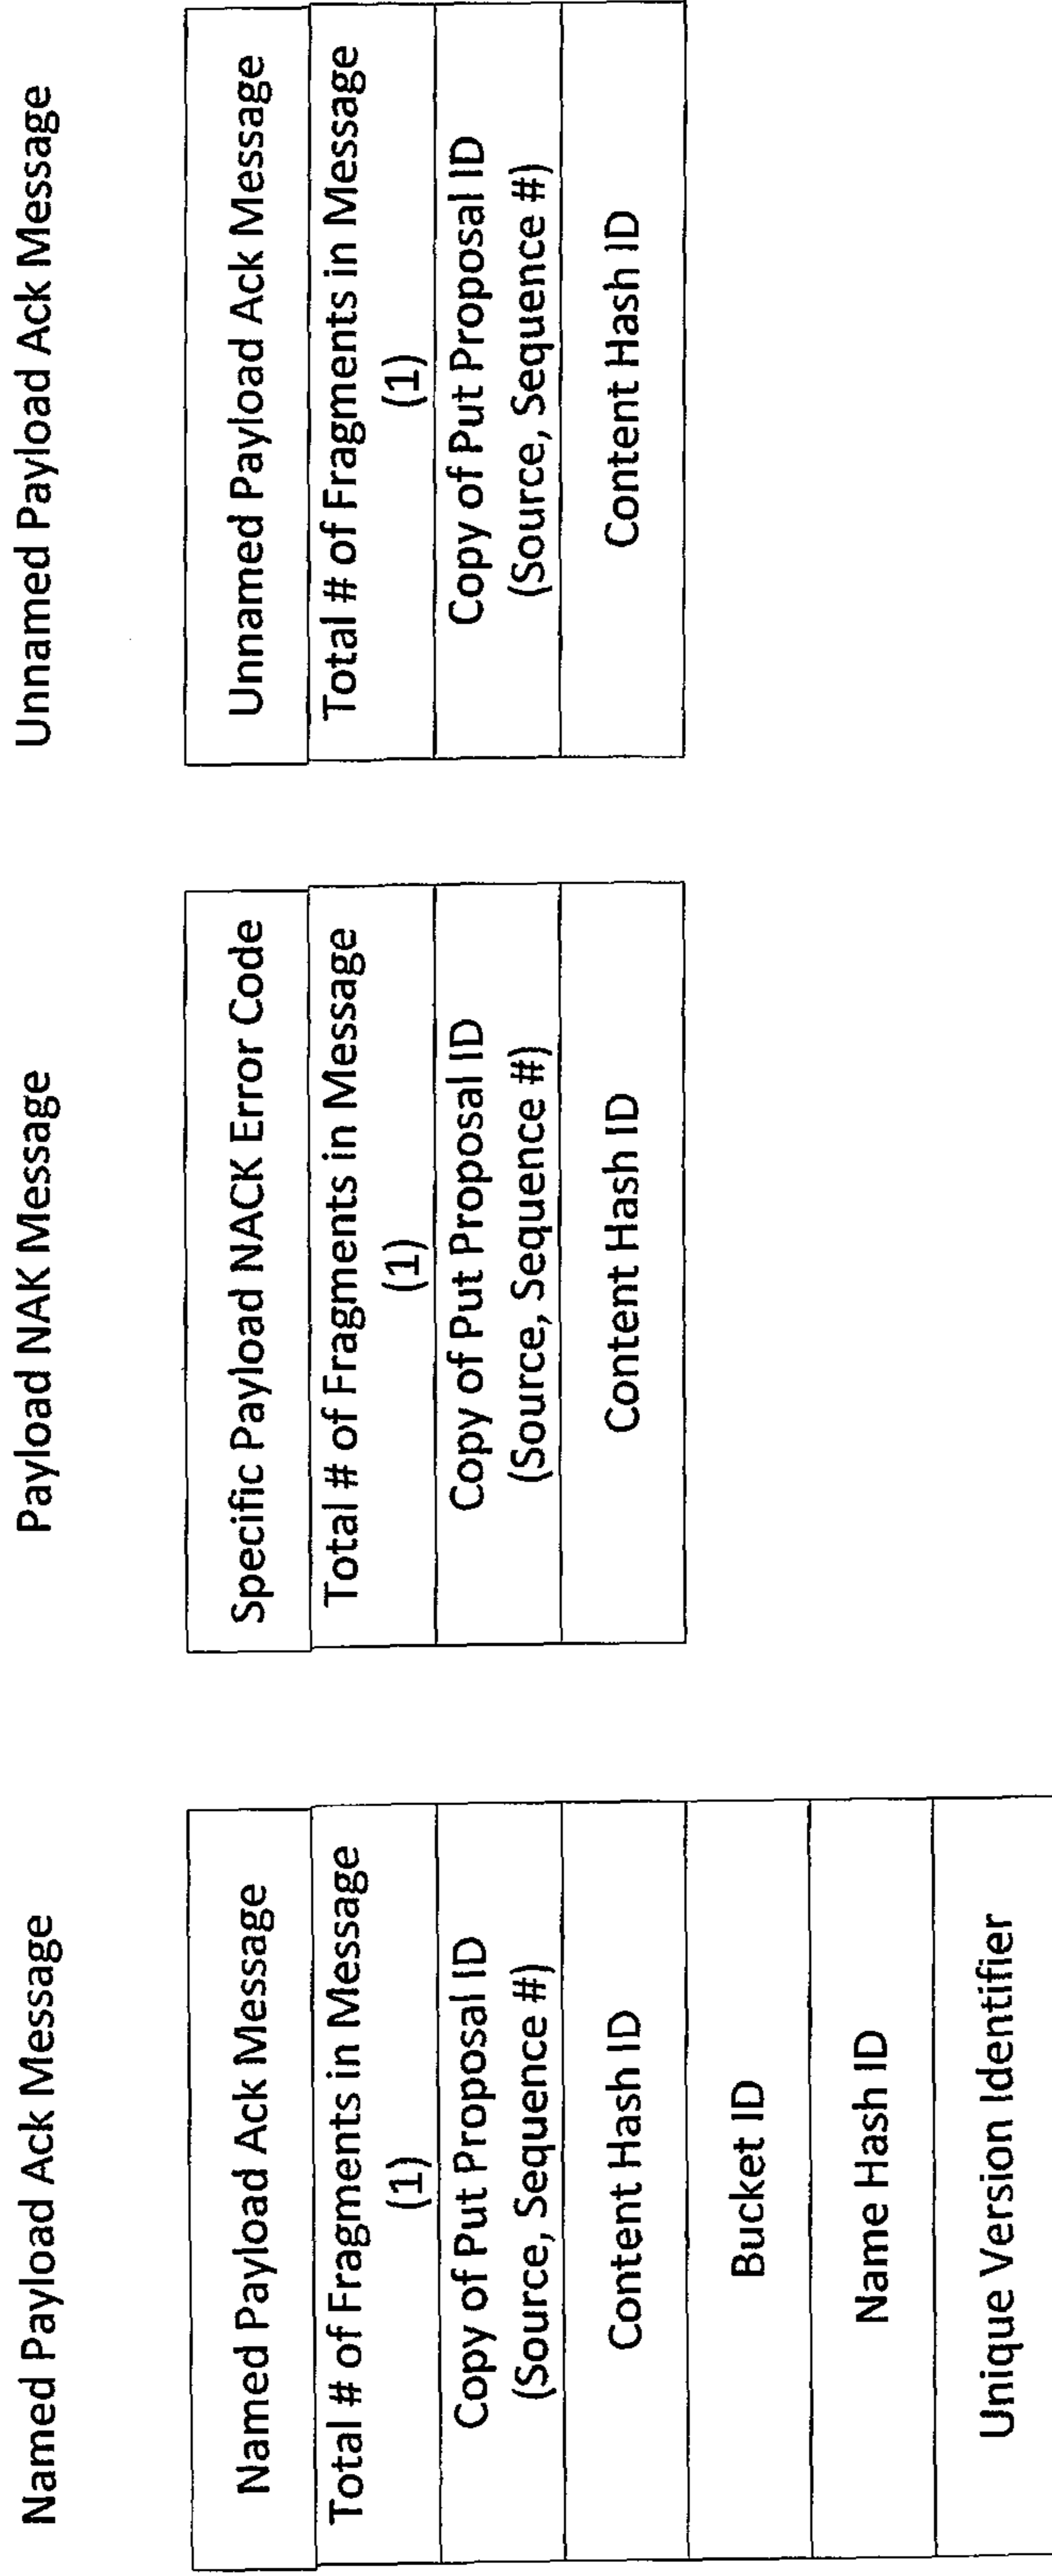 Named Payload Ack Message
Named Payload Ack Message
Total # of Fragments in Message
(1)
Copy of Put Proposal ID
(Source, Sequence #)
Content Hash ID
Bucket ID
Name Hash ID
Unique Version Identifier
Payload NAK Message
Specific Payload NACK Error Code
Total # of Fragments in Message
(1)
Copy of Put Proposal ID
(Source, Sequence #)
Content Hash ID
Unnamed Payload Ack Message
Unnamed Payload Ack Message
Total # of Fragments in Message
(1)
Copy of Put Proposal ID
(Source, Sequence #)
Content Hash ID